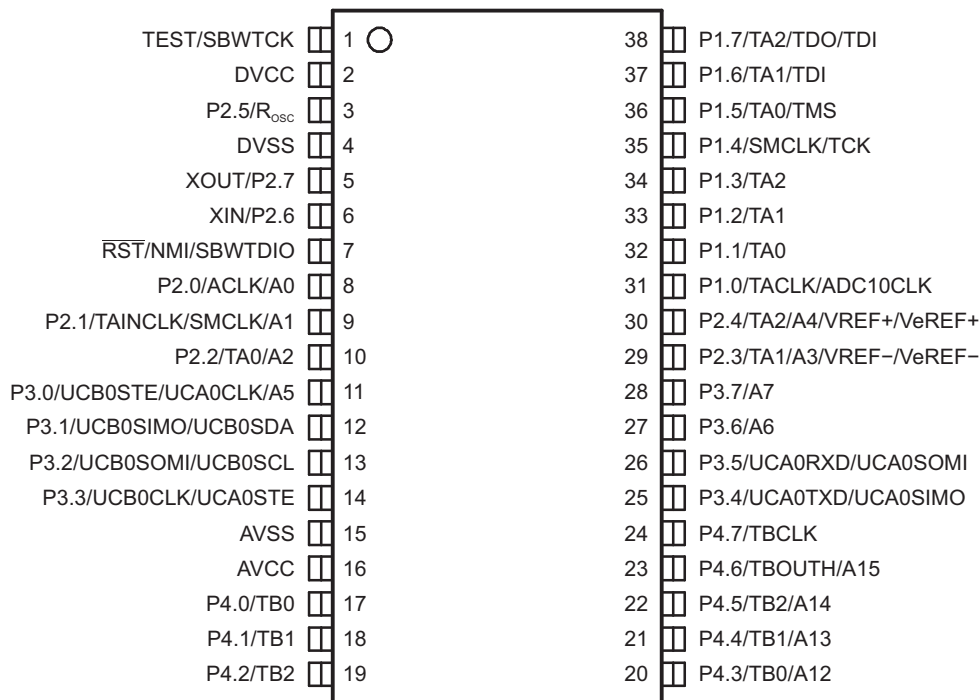 TEST/SBWTCK 1 38 P1.7/TA2/TDO/TDI
DVCC 2 37 P1.6/TA1/TDI
P2.5/ROSC 3 36 P1.5/TA0/TMS
DVSS 4 35 P1.4/SMCLK/TCK
XOUT/P2.7 5 34 P1.3/TA2
XIN/P2.6 6 33 P1.2/TA1
RST/NMI/SBWTDIO 7 32 P1.1/TA0
P2.0/ACLK/A0 8 31 P1.0/TACLK/ADC10CLK
P2.1/TAINCLK/SMCLK/A1 9 30 P2.4/TA2/A4/VREF+/VeREF+
P2.2/TA0/A2 10 29 P2.3/TA1/A3/VREF−/VeREF−
P3.0/UCB0STE/UCA0CLK/A5 11 28 P3.7/A7
P3.1/UCB0SIMO/UCB0SDA 12 27 P3.6/A6
P3.2/UCB0SOMI/UCB0SCL 13 26 P3.5/UCA0RXD/UCA0SOMI
P3.3/UCB0CLK/UCA0STE 14 25 P3.4/UCA0TXD/UCA0SIMO
AVSS 15 24 P4.7/TBCLK
AVCC 16 23 P4.6/TBOUTH/A15
P4.0/TB0 17 22 P4.5/TB2/A14
P4.1/TB1 18 21 P4.4/TB1/A13
P4.2/TB2 19 20 P4.3/TB0/A12